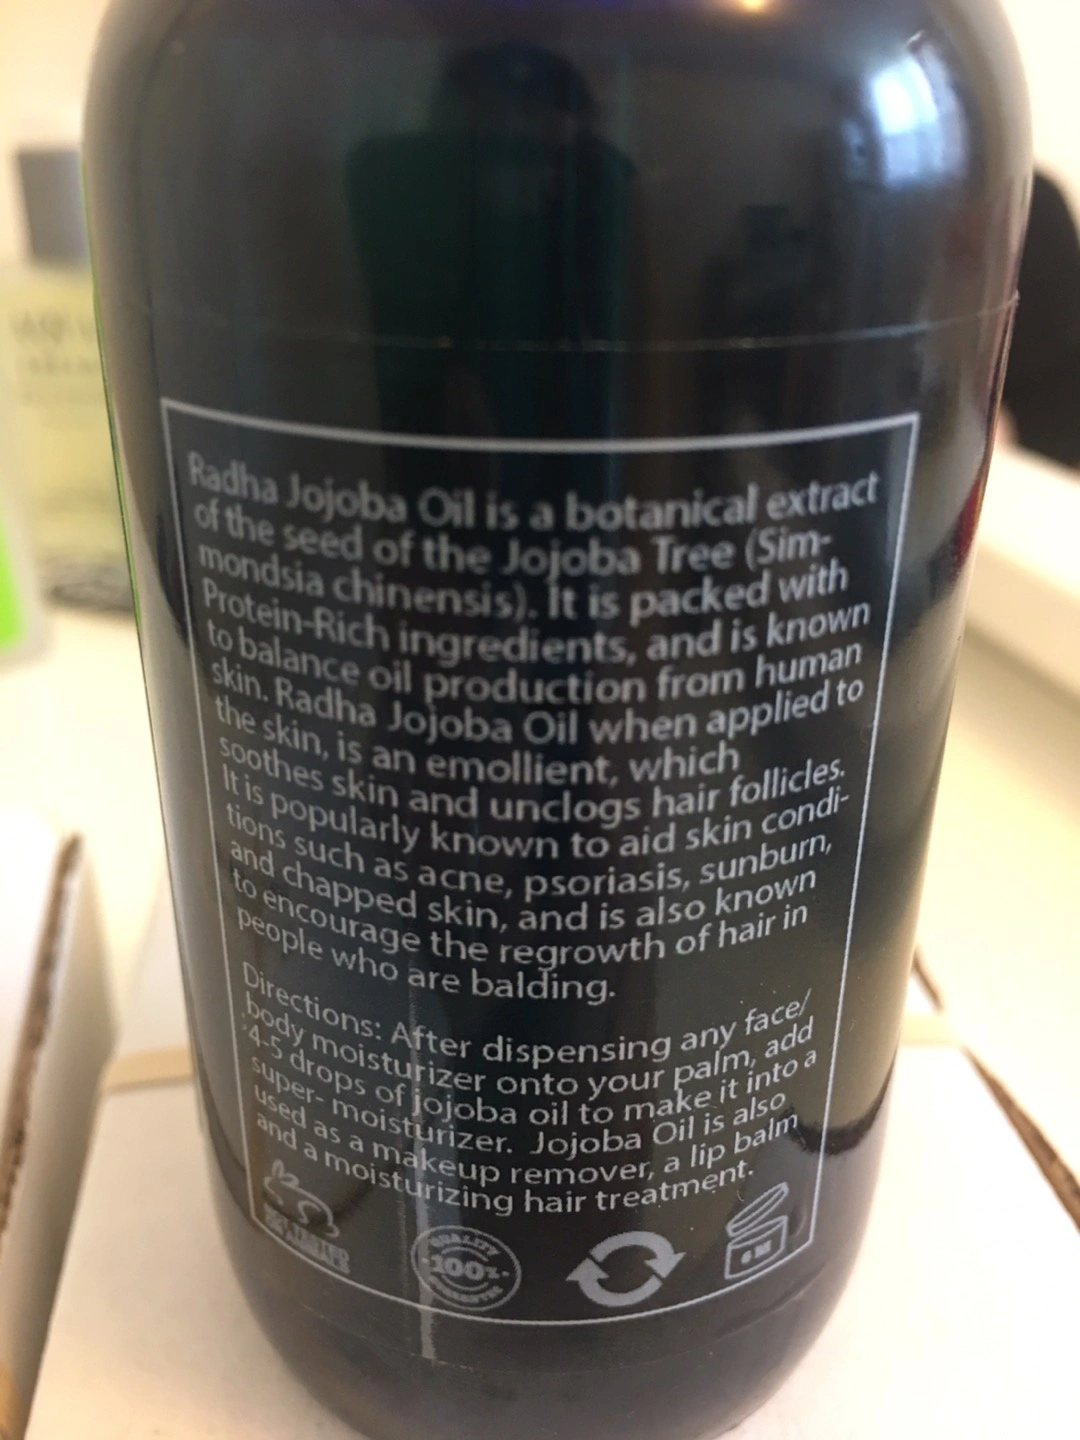 Radha Jojoba Oil is a botanical extract
of the seed of the Jojoba Tree (Sim-
mondsia chinensis). It is packed with
Protein-Rich ingredients, and is known
to balance oil production from human
skin. Radha Jojoba Oil when applied to
the skin, is an emollient, which
soothes skin and unclogs hair follicles.
It is popularly known to aid skin condi-
tions such as acne, psoriasis, sunburn,
and chapped skin, and is also known
to encourage the regrowth of hair in
people who are balding.
Directions: After dispensing any face/
body moisturizer onto your palm, add
4-5 drops of jojoba oil to make it into a
super- moisturizer. Jojoba Oil is also
used as a makeup remover, a lip balm
and a moisturizing hair treatment.
QUALITY
100%
6 M